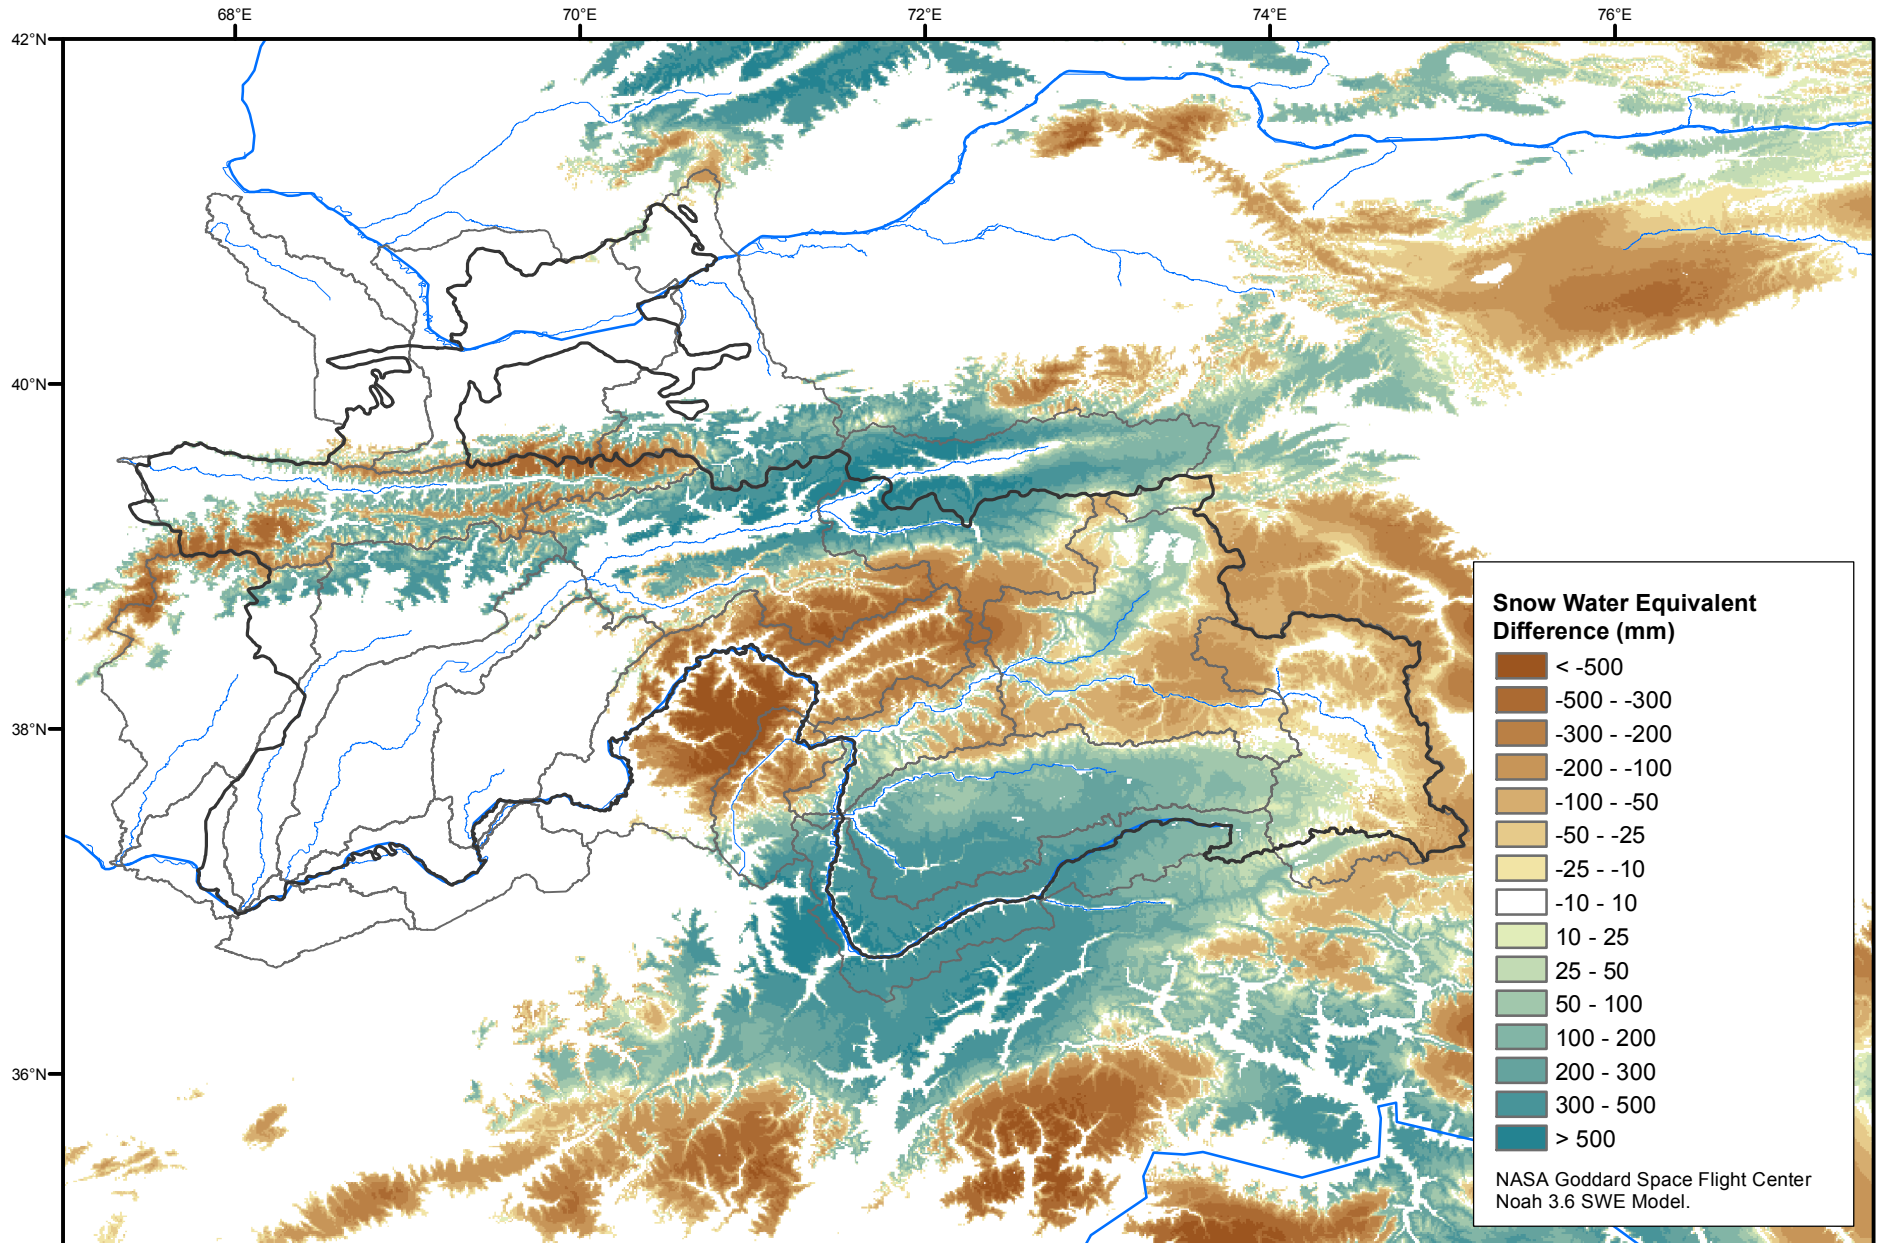 68°E
70°E
72°E
74°E
76°E
42°N
40°N
38°N
36°N
Snow Water Equivalent
Difference (mm)
< -500
-500 - -300
-300 - -200
-200 - -100
-100 - -50
-50 - -25
-25 - -10
-10 - 10
10 - 25
25 - 50
50 - 100
100 - 200
200 - 300
300 - 500
> 500
NASA Goddard Space Flight Center
Noah 3.6 SWE Model.